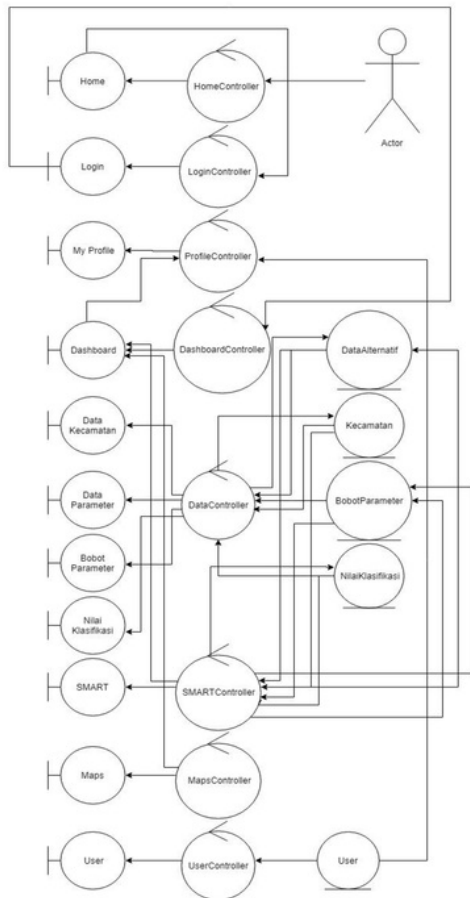 Home
HomeController
Actor
Login
LoginController
My Profile
ProfileController
Dashboard
DashboardController
DataAlternatif
Data
Kecamatan
Kecamatan
Data
Parameter
DataController
BobotParameter
Bobot
Parameter
NilaiKlasifikasi
Nilai
Klasifikasi
SMART
SMARTController
Maps
MapsController
User
UserController
User